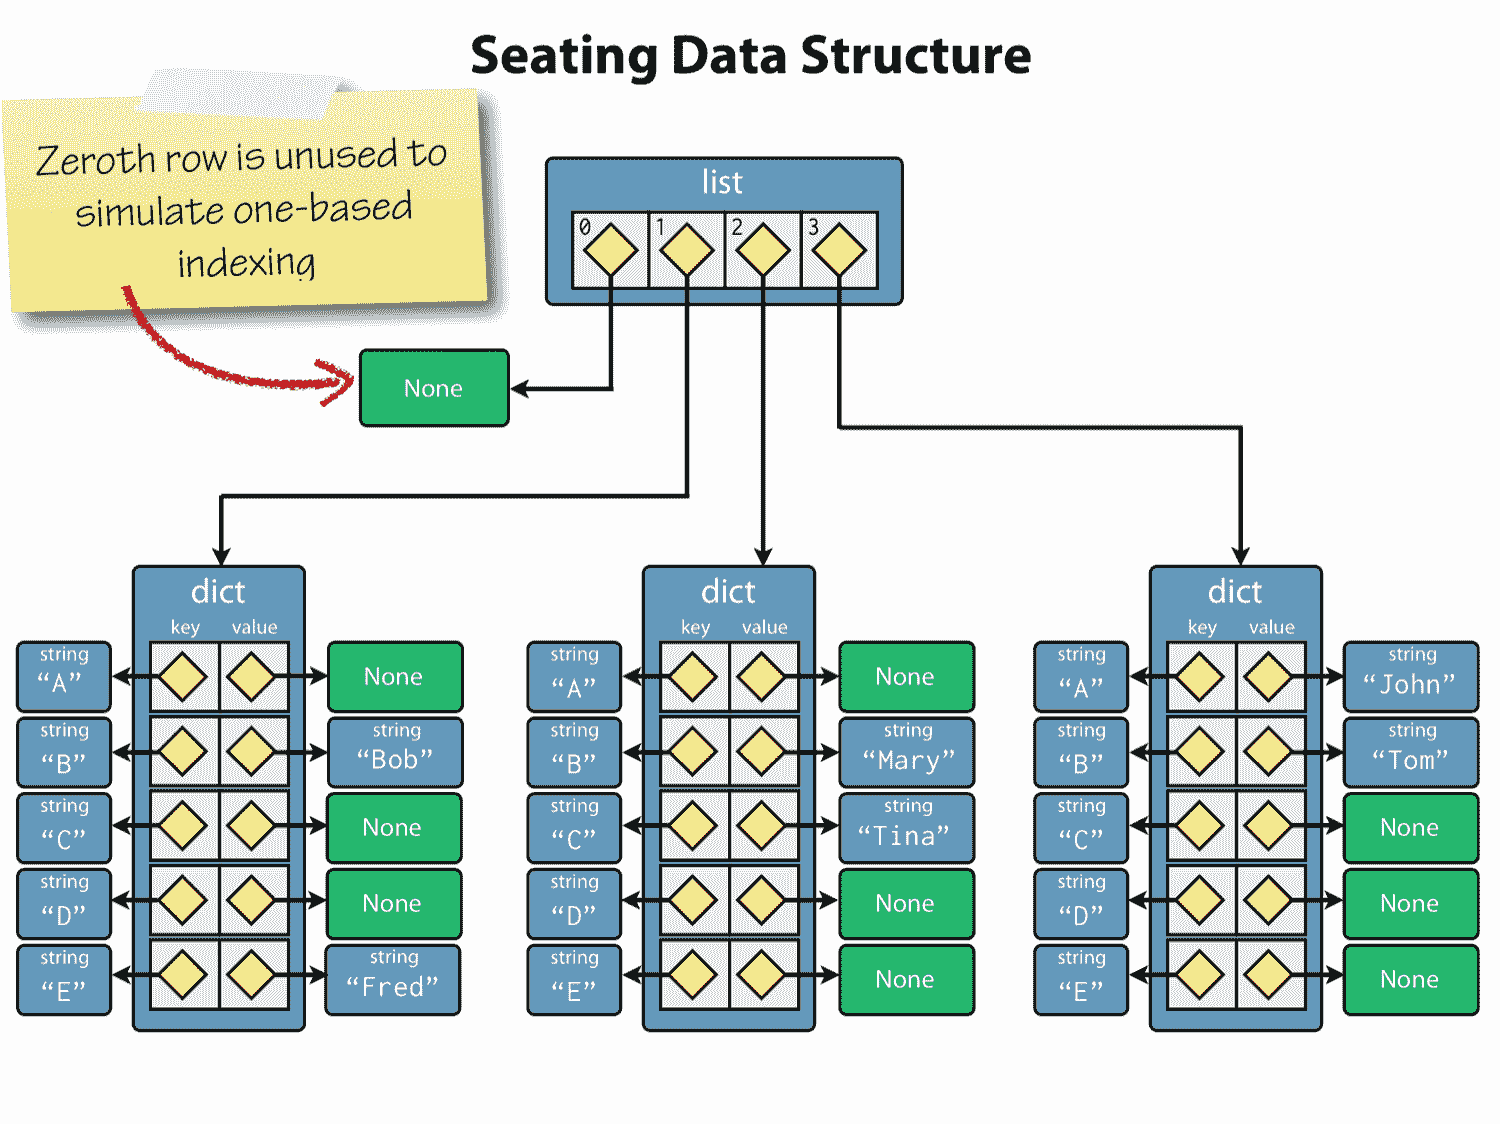 Seating Data Structure
Zeroth row is unused to
simulate one-based
indexing
list
0 1 2 3
None
dict
key value
string
“A”
None
string
“B”
string
“Bob”
string
“C”
None
string
“D”
None
string
“E”
string
“Fred”
dict
key value
string
“A”
None
string
“B”
string
“Mary”
string
“C”
string
“Tina”
string
“D”
None
string
“E”
None
dict
key value
string
“A”
string
“John”
string
“B”
string
“Tom”
string
“C”
None
string
“D”
None
string
“E”
None